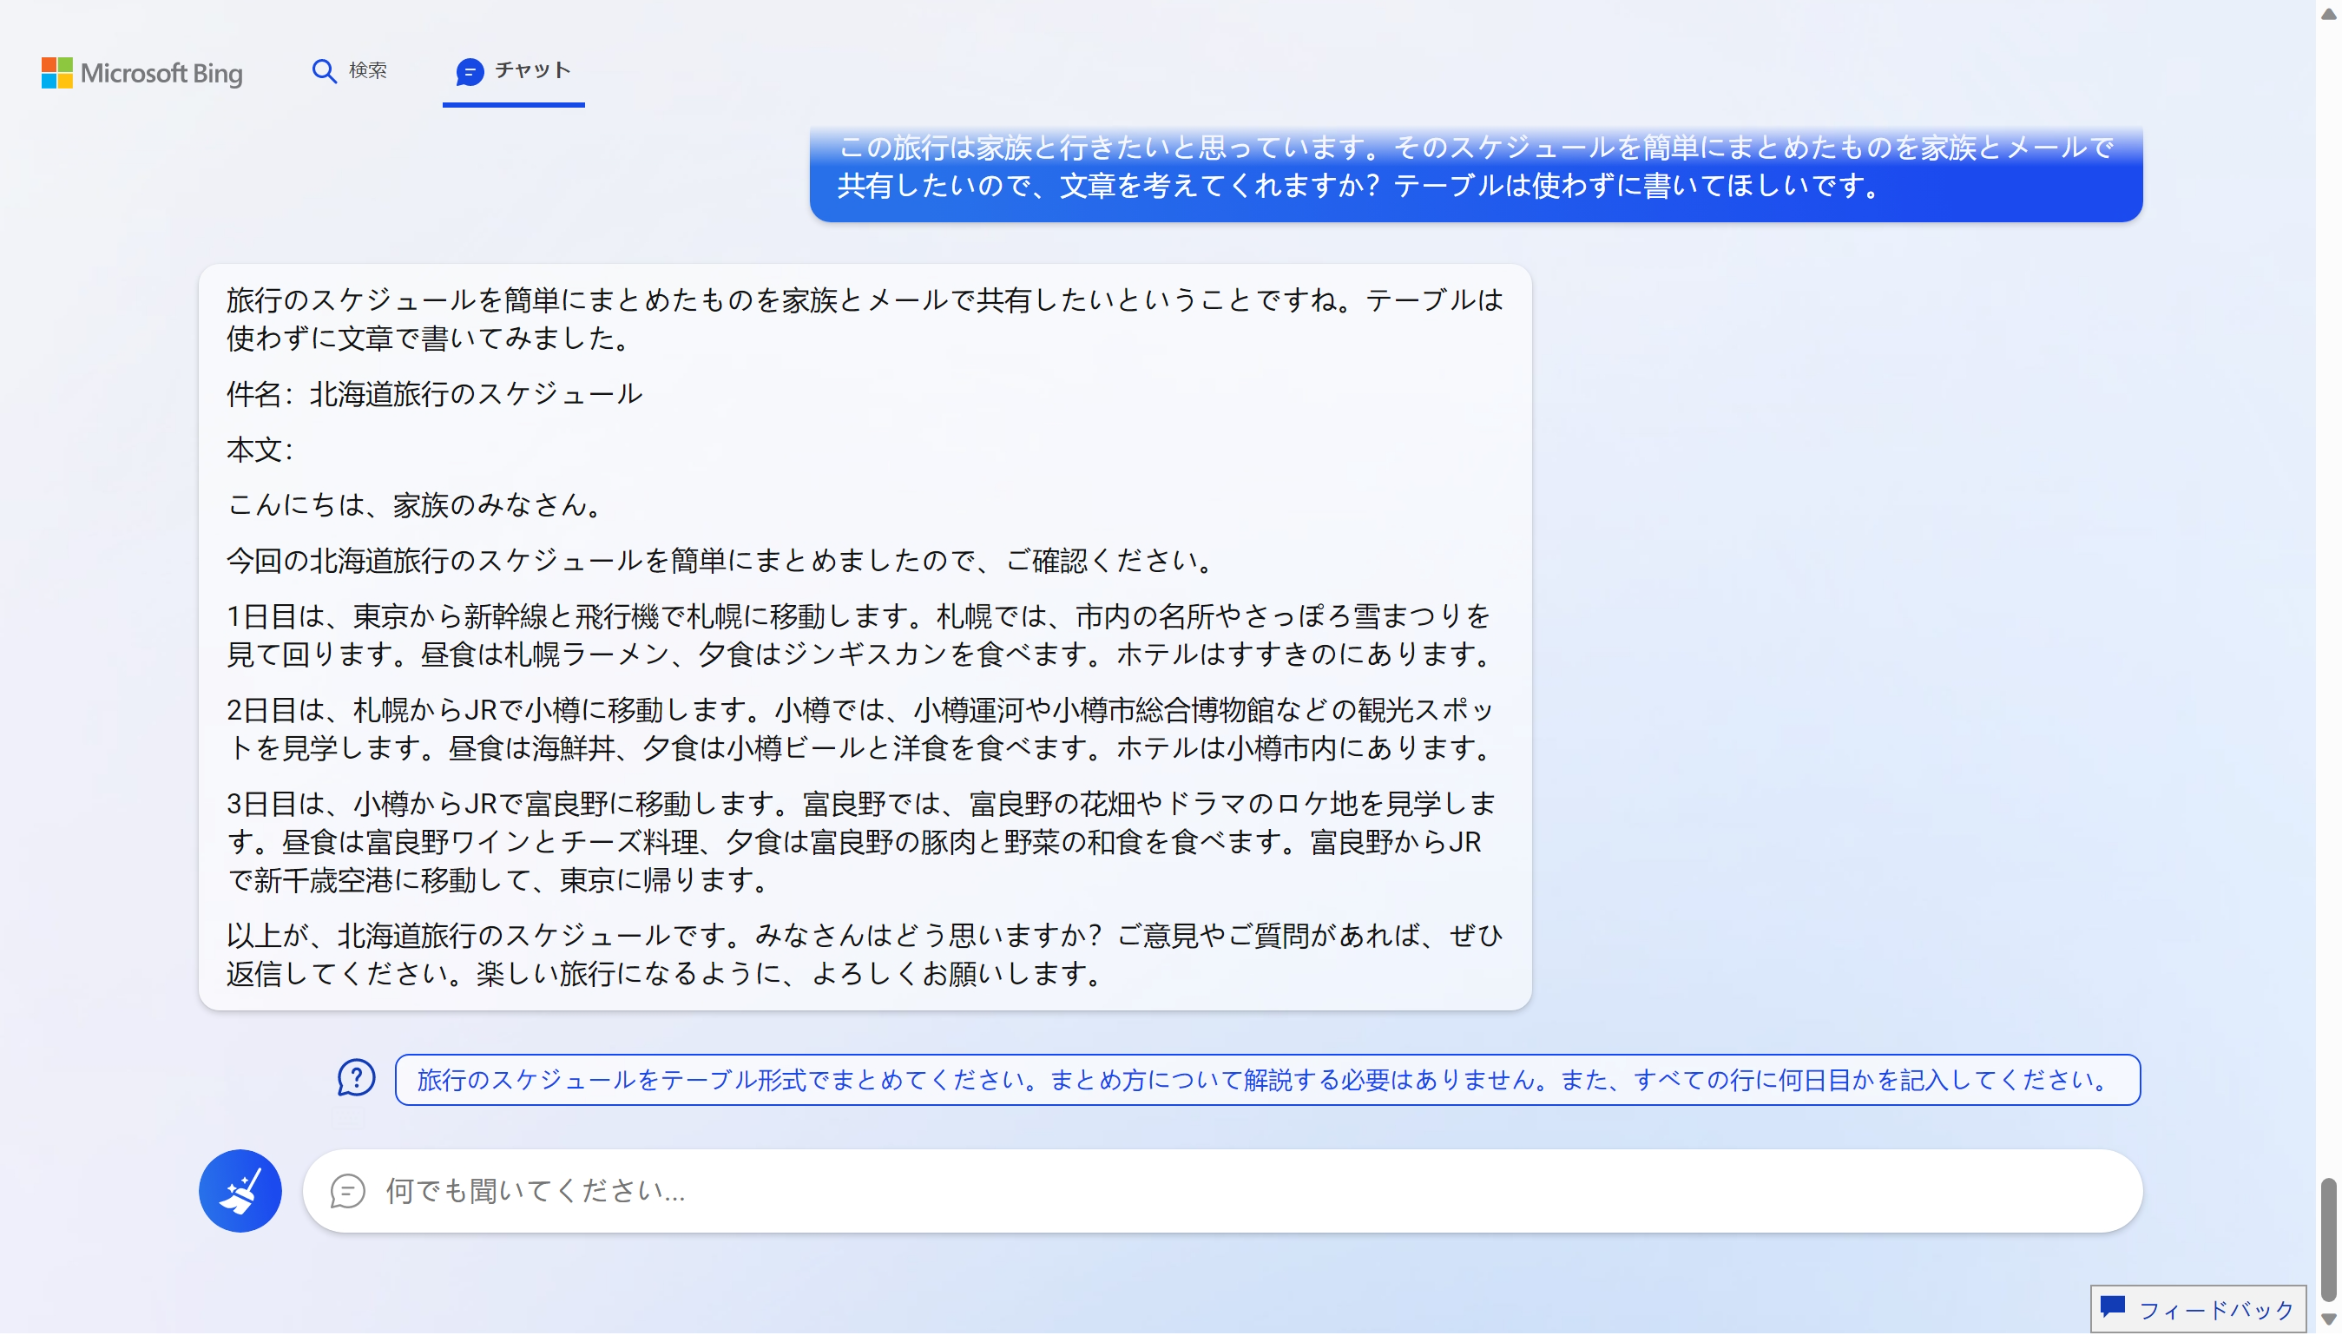 Microsoft Bing
検索
チャット
この旅行は家族と行きたいと思っています。そのスケジュールを簡単にまとめたものを家族とメールで
共有したいので、文章を考えてくれますか？テーブルは使わずに書いてほしいです。
旅行のスケジュールを簡単にまとめたものを家族とメールで共有したいということですね。テーブルは
使わずに文章で書いてみました。
件名：北海道旅行のスケジュール
本文：
こんにちは、家族のみなさん。
今回の北海道旅行のスケジュールを簡単にまとめましたので、ご確認ください。
1日目は、東京から新幹線と飛行機で札幌に移動します。札幌では、市内の名所やさっぽろ雪まつりを
見て回ります。昼食は札幌ラーメン、夕食はジンギスカンを食べます。ホテルはすすきのにあります。
2日目は、札幌からJRで小樽に移動します。小樽では、小樽運河や小樽市総合博物館などの観光スポッ
トを見学します。昼食は海鮮丼、夕食は小樽ビールと洋食を食べます。ホテルは小樽市内にあります。
3日目は、小樽からJRで富良野に移動します。富良野では、富良野の花畑やドラマのロケ地を見学しま
す。昼食は富良野ワインとチーズ料理、夕食は富良野の豚肉と野菜の和食を食べます。富良野からJR
で新千歳空港に移動して、東京に帰ります。
以上が、北海道旅行のスケジュールです。みなさんはどう思いますか？ご意見やご質問があれば、ぜひ
返信してください。楽しい旅行になるように、よろしくお願いします。
旅行のスケジュールをテーブル形式でまとめてください。まとめ方について解説する必要はありません。また、すべての行に何日目かを記入してください。
何でも聞いてください...
フィードバック